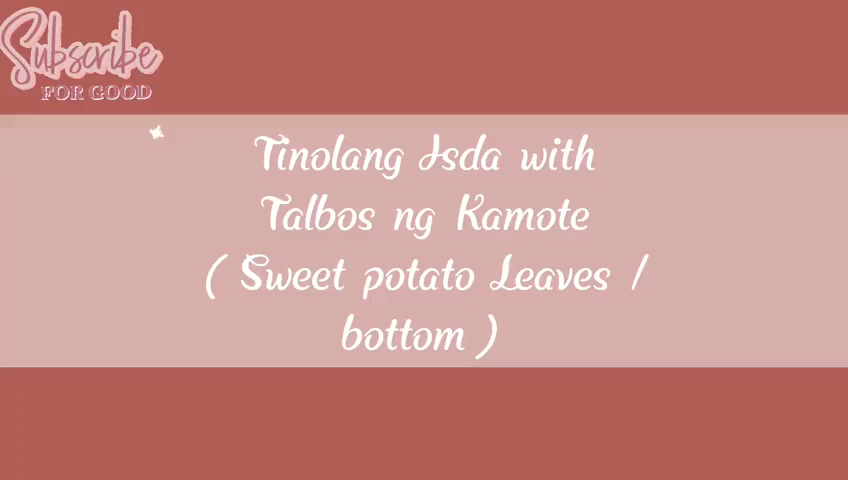 Subscribe
FOR GOOD
Tinolang Isda with
Talbos ng Kamote
( Sweet potato Leaves /
bottom )